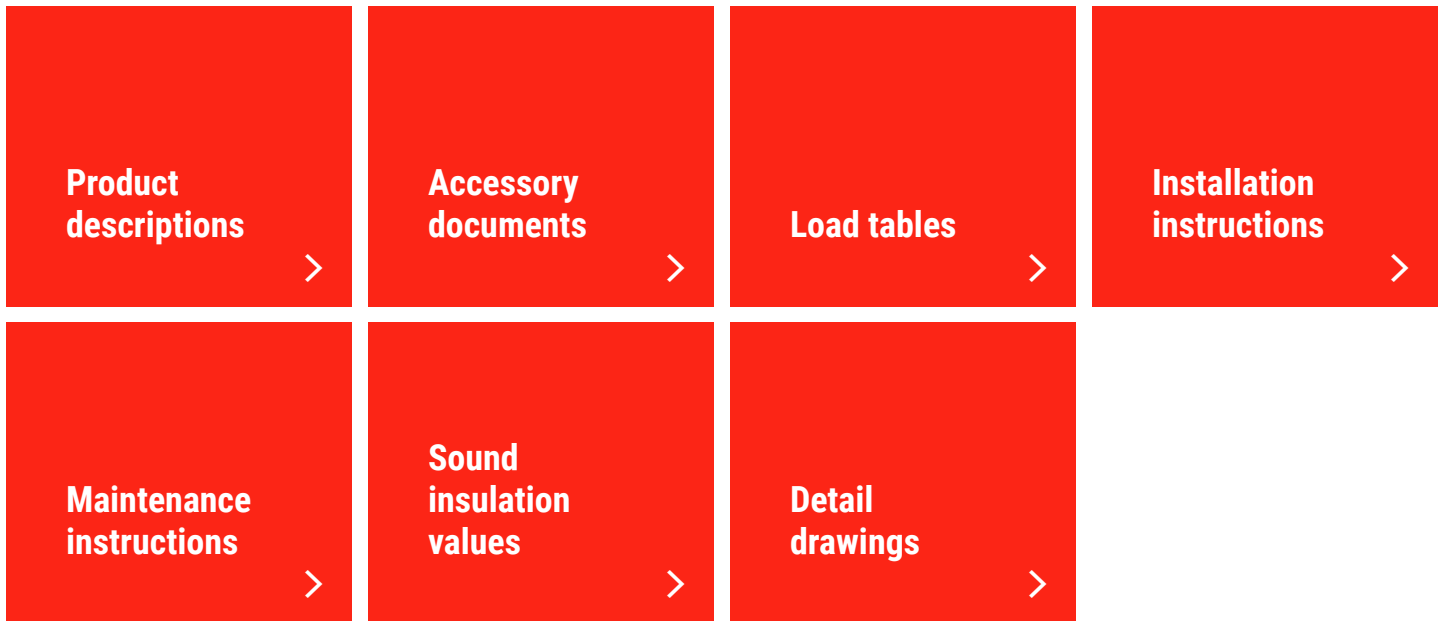 Product
descriptions
Accessory
documents
Load tables
Installation
instructions
Maintenance
instructions
Sound
insulation
values
Detail
drawings